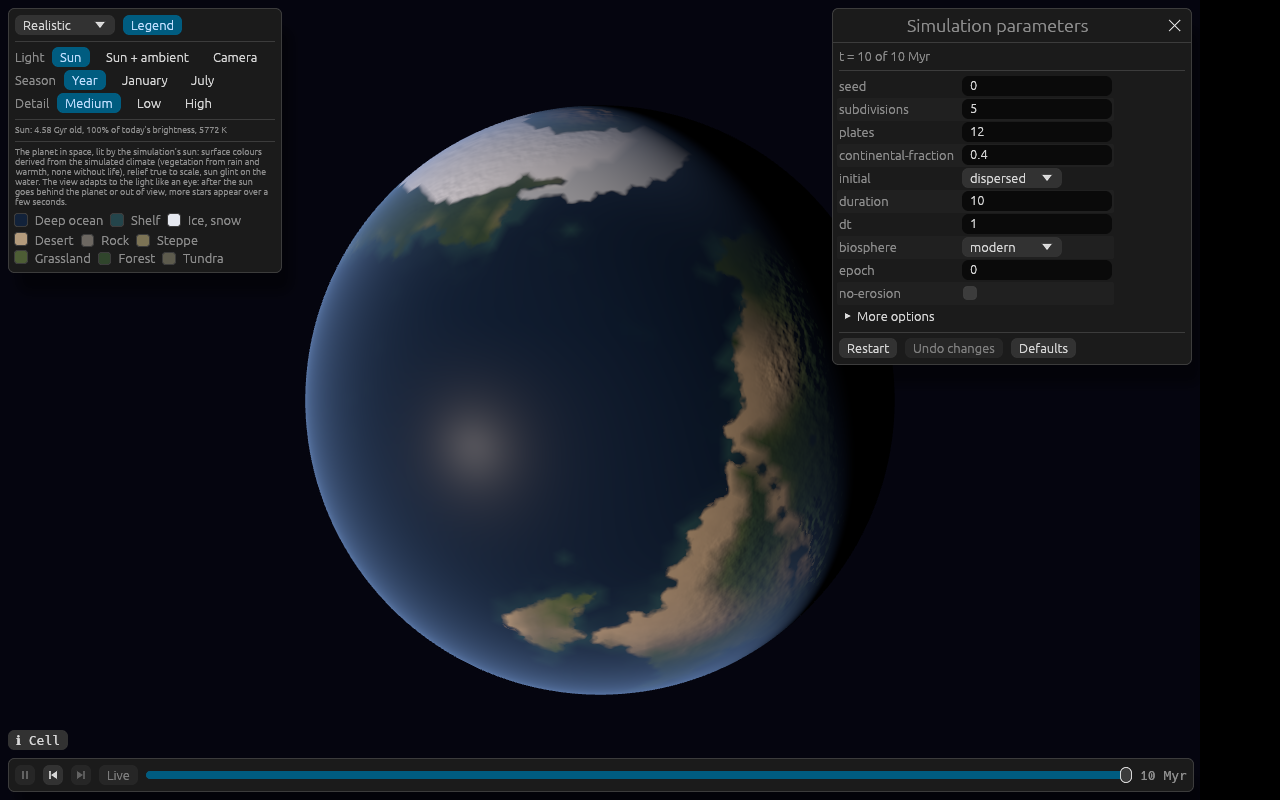 Realistic
Legend
Light Sun Sun + ambient Camera
Season Year January July
Detail Medium Low High
Sun: 4.58 Gyr old, 100% of today's brightness, 5772 K
The planet in space, lit by the simulation's sun: surface colours
derived from the simulated climate (vegetation from rain and
warmth, none without life), relief true to scale, sun glint on the
water. The view adapts to the light like an eye: after the sun
goes behind the planet or out of view, more stars appear over a
few seconds.
Deep ocean Shelf Ice, snow
Desert Rock Steppe
Grassland Forest Tundra
Simulation parameters
t = 10 of 10 Myr
seed 0
subdivisions 5
plates 12
continental-fraction 0.4
initial dispersed
duration 10
dt 1
biosphere modern
epoch 0
no-erosion
More options
Restart Undo changes Defaults
i Cell
Live 10 Myr